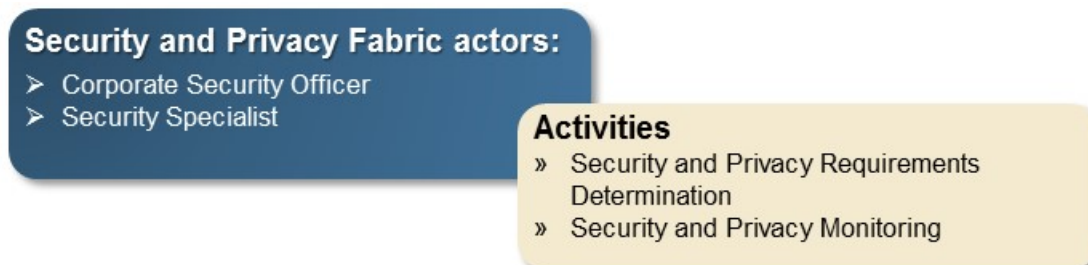 Security and Privacy Fabric actors:
➢ Corporate Security Officer
➢ Security Specialist
Activities
» Security and Privacy Requirements
Determination
» Security and Privacy Monitoring